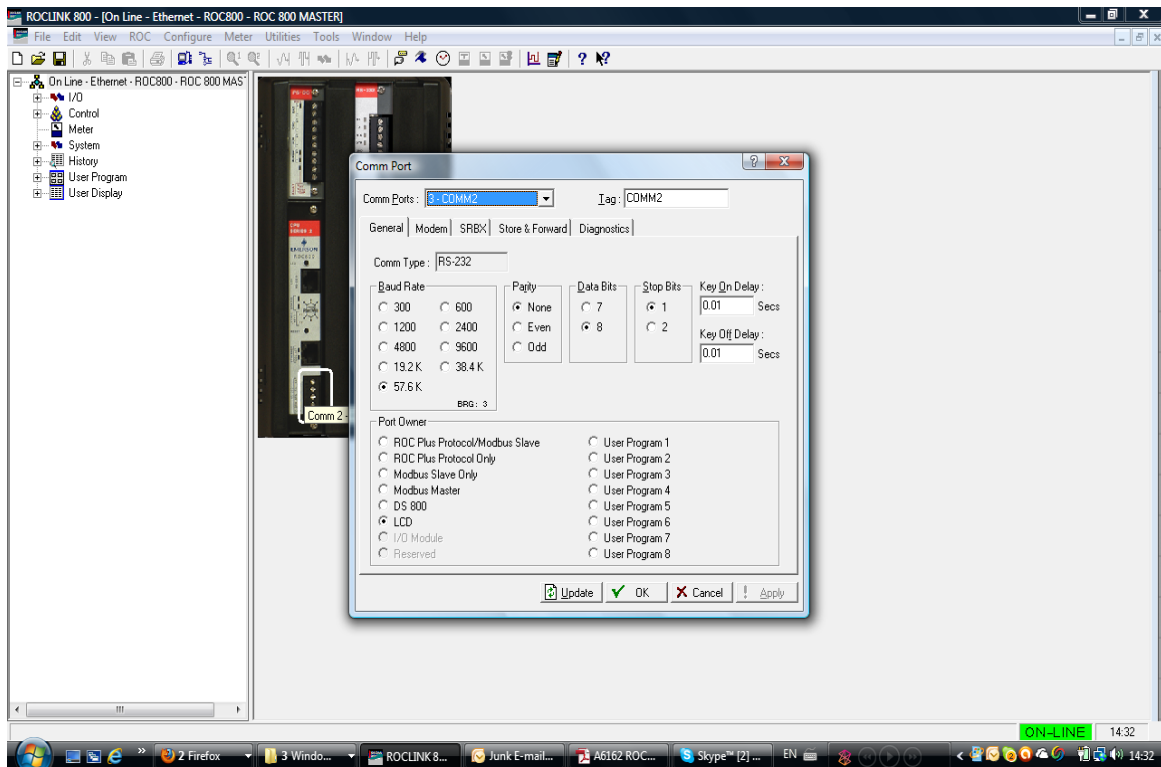 ROCLINK 800 - [On Line - Ethernet - ROC800 - ROC 800 MASTER]
File Edit View ROC Configure Meter Utilities Tools Window Help
On Line - Ethernet - ROC800 - ROC 800 MAS
I/O
Control
Meter
System
History
User Program
User Display
EMERSON
Comm 2 -
Comm Port
Comm Ports : 3 - COMM2 Tag : COMM2
General Modem SRBX Store & Forward Diagnostics
Comm Type : RS-232
Baud Rate
300 600
1200 2400
4800 9600
19.2 K 38.4 K
57.6 K
BRG: 3
Parity
None
Even
Odd
Data Bits
7
8
Stop Bits
1
2
Key On Delay :
0.01 Secs
Key Off Delay :
0.01 Secs
Port Owner
ROC Plus Protocol/Modbus Slave
ROC Plus Protocol Only
Modbus Slave Only
Modbus Master
DS 800
LCD
I/O Module
Reserved
User Program 1
User Program 2
User Program 3
User Program 4
User Program 5
User Program 6
User Program 7
User Program 8
Update OK Cancel Apply
ON-LINE 14:32
2 Firefox 3 Windo... ROCLINK 8... Junk E-mail... A6162 ROC... Skype™ [2] ... EN 14:32